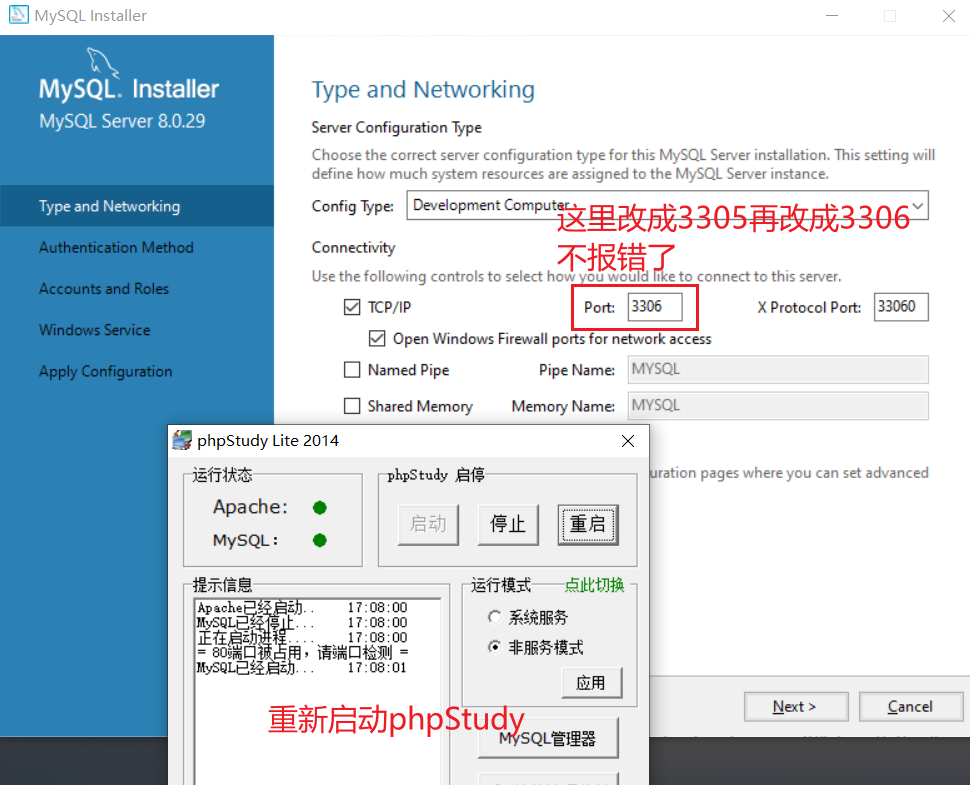 MySQL Installer
MySQL. Installer
MySQL Server 8.0.29
Type and Networking
Authentication Method
Accounts and Roles
Windows Service
Apply Configuration
Type and Networking
Server Configuration Type
Choose the correct server configuration type for this MySQL Server installation. This setting will
define how much system resources are assigned to the MySQL Server instance.
Config Type: Development Computer
这里改成3305再改成3306
不报错了
Connectivity
Use the following controls to select how you would like to connect to this server.
TCP/IP Port: 3306 X Protocol Port: 33060
Open Windows Firewall ports for network access
Named Pipe Pipe Name: MYSQL
Shared Memory Memory Name: MYSQL
uration pages where you can set advanced
Next > Cancel
phpStudy Lite 2014
运行状态
Apache:
MySQL:
phpStudy 启停
启动 停止 重启
提示信息
Apache已经启动.. 17:08:00
MySQL已经停止... 17:08:00
正在启动进程.... 17:08:00
= 80端口被占用，请端口检测 =
MySQL已经启动... 17:08:01
运行模式 点此切换
系统服务
非服务模式
应用
重新启动phpStudy
MySQL管理器